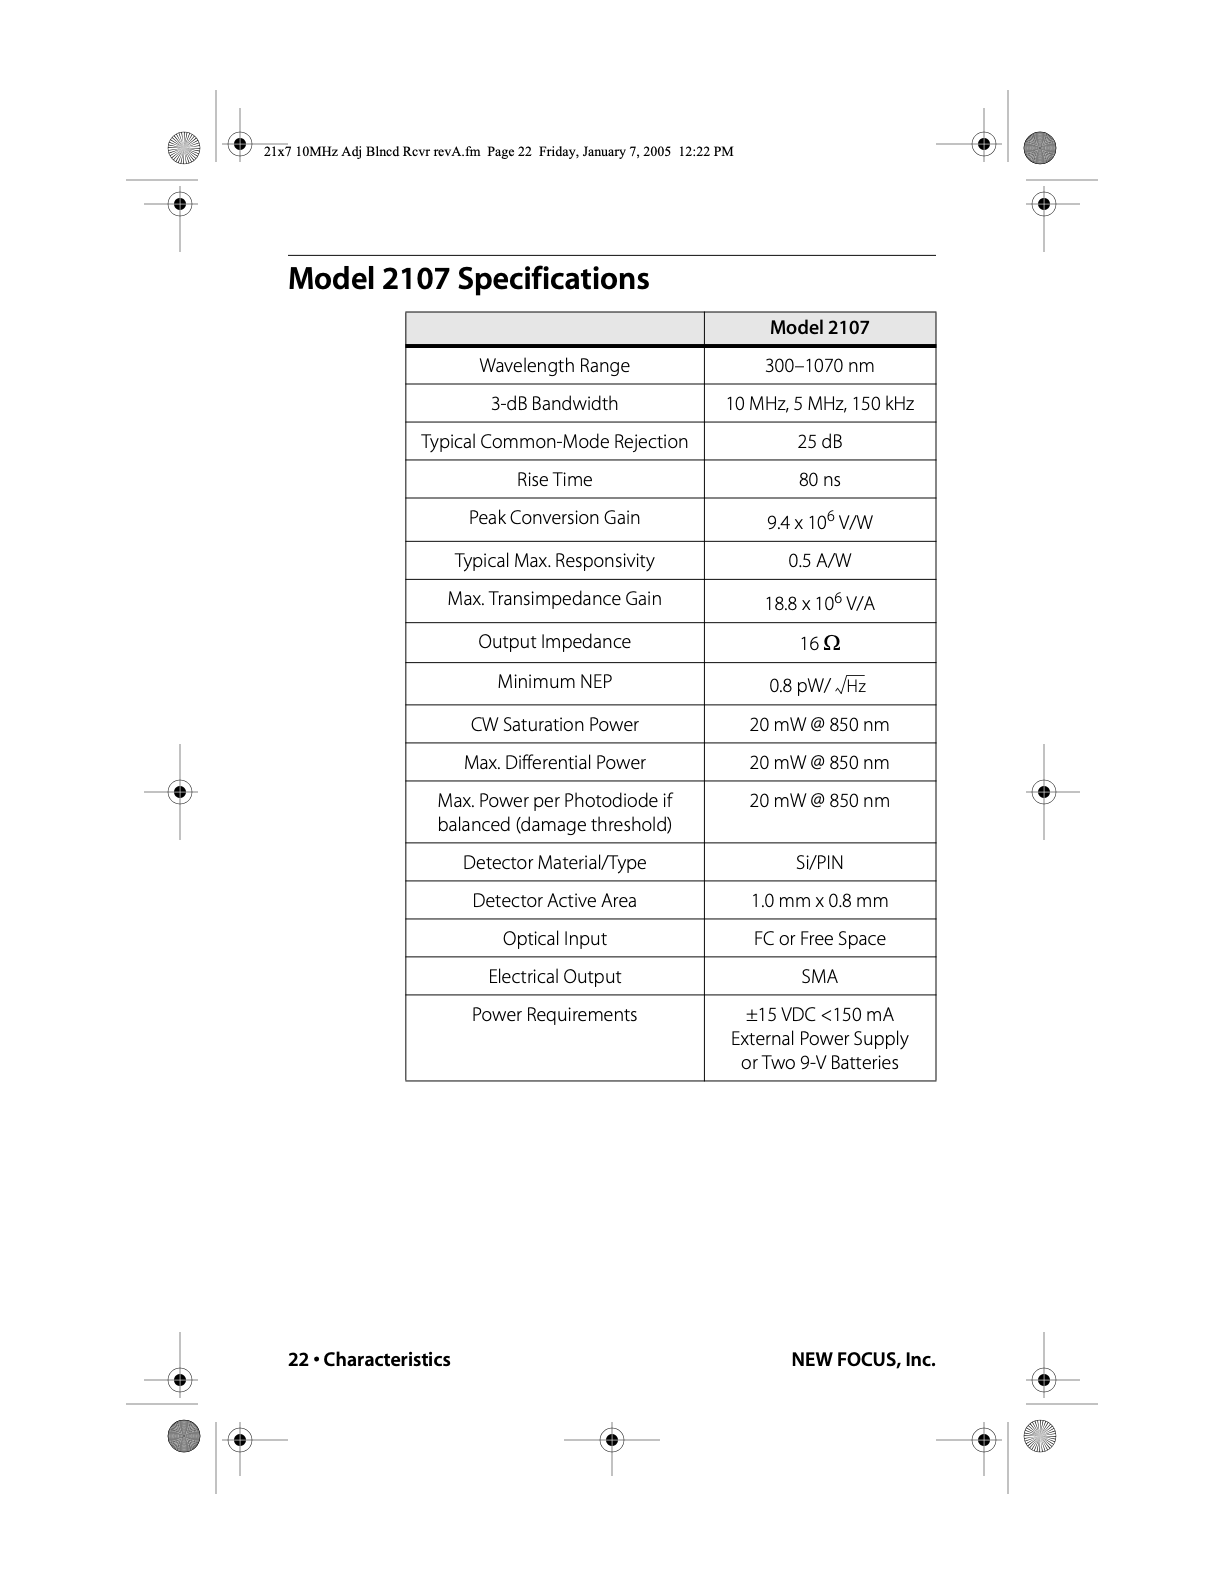 21x7 10MHz Adj Blncd Rcvr revA.fm  Page 22  Friday, January 7, 2005  12:22 PM
Model 2107 Specifications
Model 2107
Wavelength Range 300–1070 nm
3-dB Bandwidth 10 MHz, 5 MHz, 150 kHz
Typical Common-Mode Rejection 25 dB
Rise Time 80 ns
Peak Conversion Gain 9.4 x 10⁶ V/W
Typical Max. Responsivity 0.5 A/W
Max. Transimpedance Gain 18.8 x 10⁶ V/A
Output Impedance 16 Ω
Minimum NEP 0.8 pW/ √Hz
CW Saturation Power 20 mW @ 850 nm
Max. Differential Power 20 mW @ 850 nm
Max. Power per Photodiode if 20 mW @ 850 nm
balanced (damage threshold)
Detector Material/Type Si/PIN
Detector Active Area 1.0 mm x 0.8 mm
Optical Input FC or Free Space
Electrical Output SMA
Power Requirements ±15 VDC <150 mA
External Power Supply
or Two 9-V Batteries
22 • Characteristics NEW FOCUS, Inc.